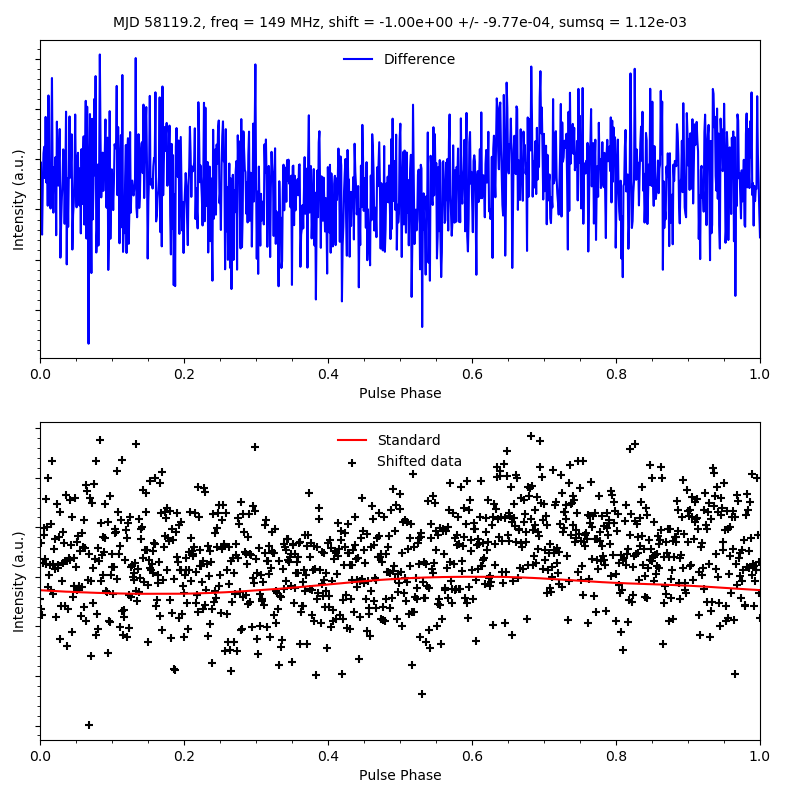 MJD 58119.2, freq = 149 MHz, shift = -1.00e+00 +/- -9.77e-04, sumsq = 1.12e-03
Difference
Intensity (a.u.)
0.0 0.2 0.4 0.6 0.8 1.0
Pulse Phase
Standard
Shifted data
Intensity (a.u.)
0.0 0.2 0.4 0.6 0.8 1.0
Pulse Phase